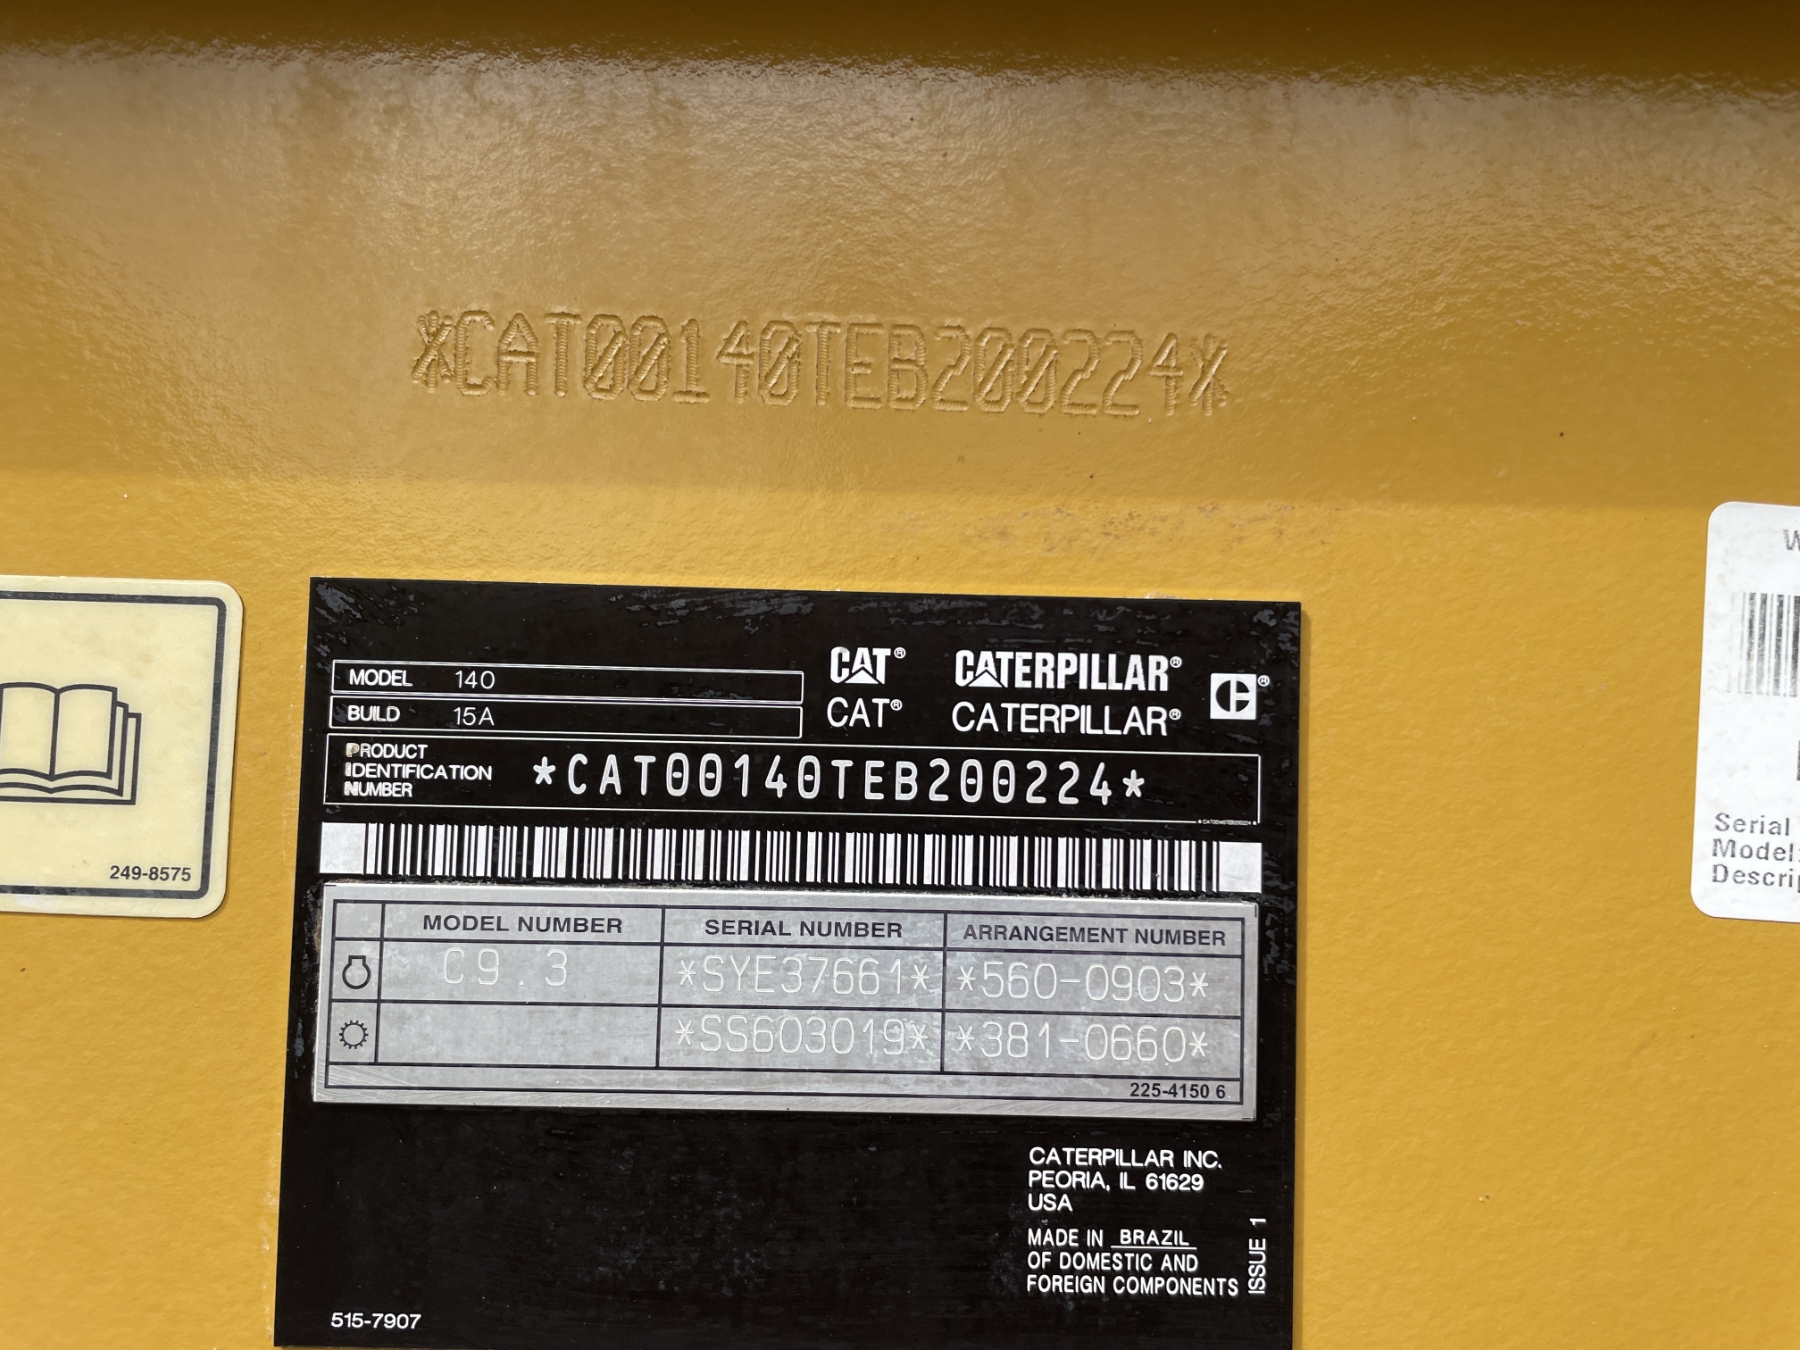 *CAT00140TEB200224*
MODEL 140
BUILD 15A
CAT® CATERPILLAR®
CAT® CATERPILLAR®
PRODUCT
IDENTIFICATION
NUMBER
*CAT00140TEB200224*
*CAT00140TEB200224*
249-8575
MODEL NUMBER SERIAL NUMBER ARRANGEMENT NUMBER
C9.3 *SYE37661* *560-0903*
*SS603019* *381-0660*
225-4150 6
CATERPILLAR INC.
PEORIA, IL 61629
USA
MADE IN BRAZIL
OF DOMESTIC AND
FOREIGN COMPONENTS
ISSUE 1
515-7907
Serial
Model: